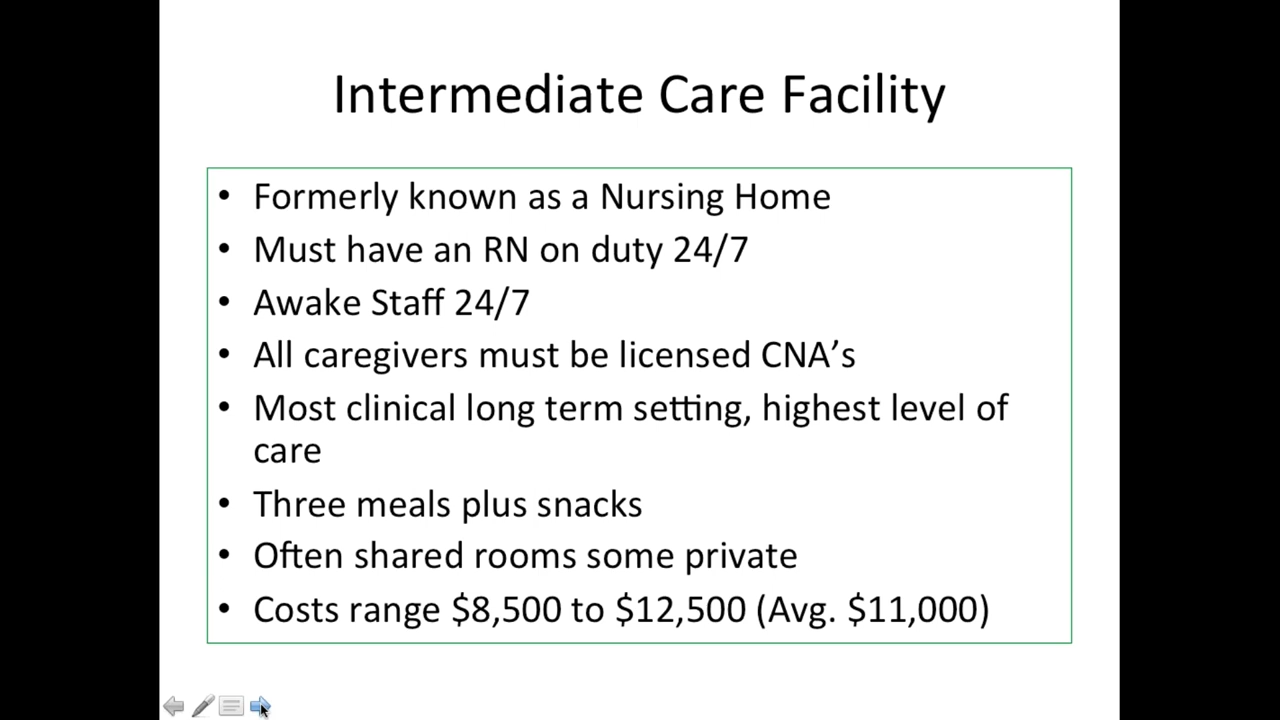 Intermediate Care Facility
• Formerly known as a Nursing Home
• Must have an RN on duty 24/7
• Awake Staff 24/7
• All caregivers must be licensed CNA’s
• Most clinical long term setting, highest level of
care
• Three meals plus snacks
• Often shared rooms some private
• Costs range $8,500 to $12,500 (Avg. $11,000)